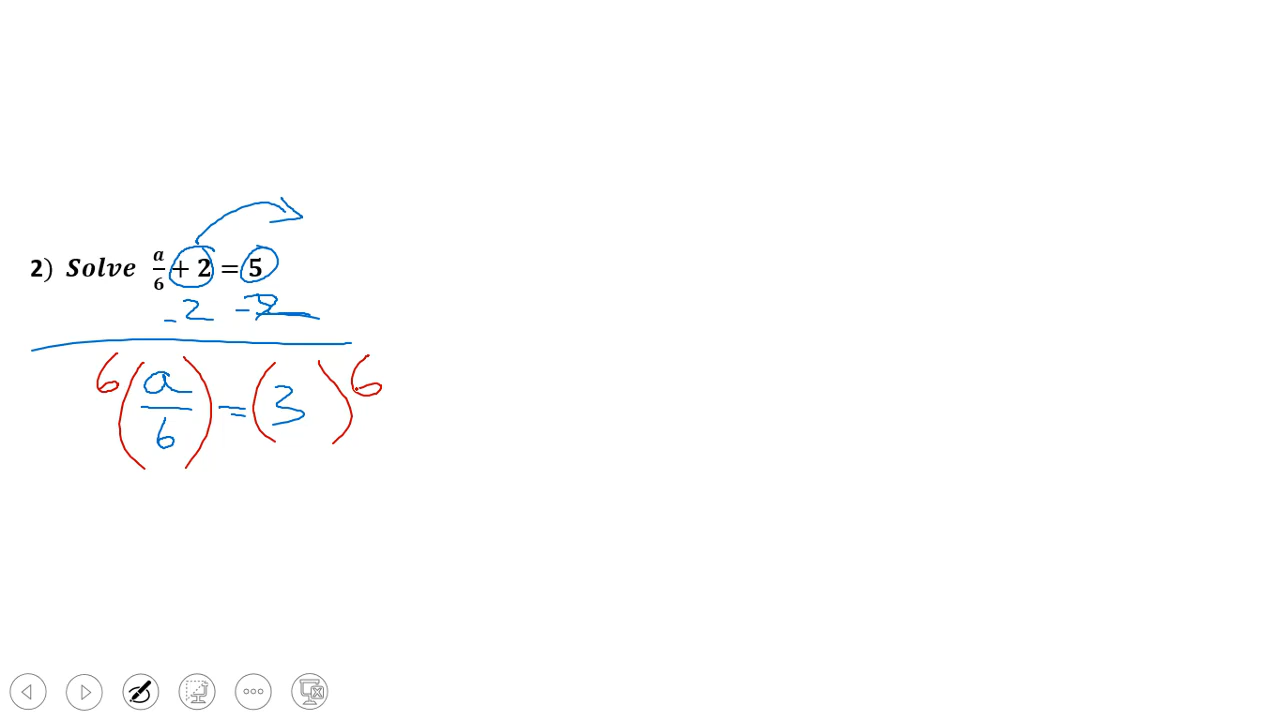 2) Solve a/6 + 2 = 5
- 2 - 2
6(a/6) = (3)6